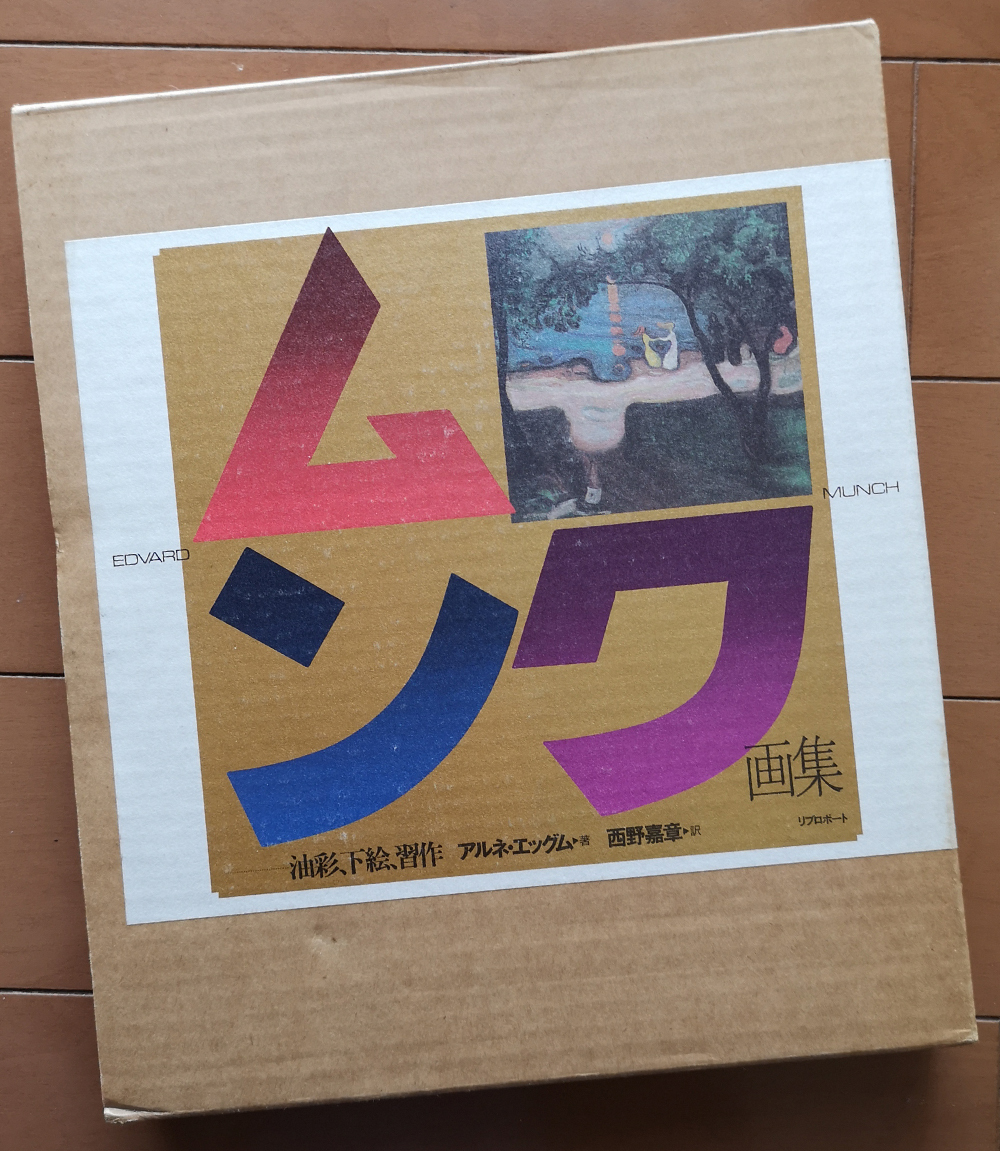 ムンク
画集
EDVARD
MUNCH
油彩、下絵、習作 アルネ・エッグム▶著 西野嘉章▶訳
リブロポート